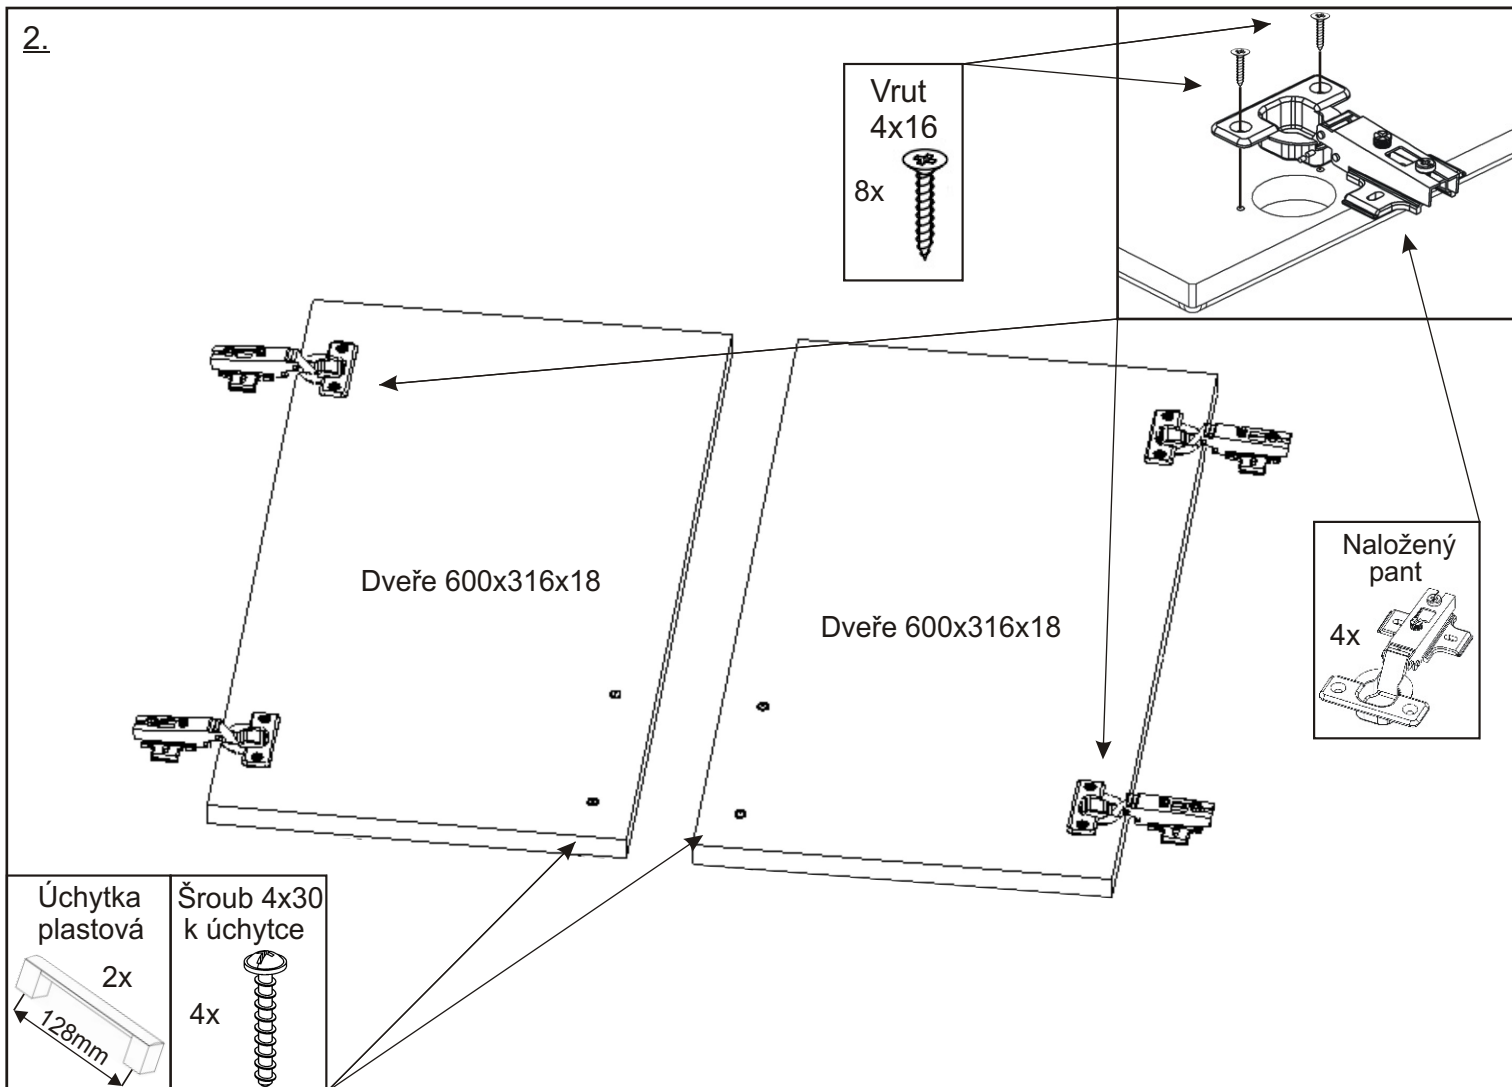 2.
Vrut
4x16
8x
Dveře 600x316x18
Dveře 600x316x18
Naložený
pant
4x
Úchytka
plastová
2x
128mm
Šroub 4x30
k úchytce
4x